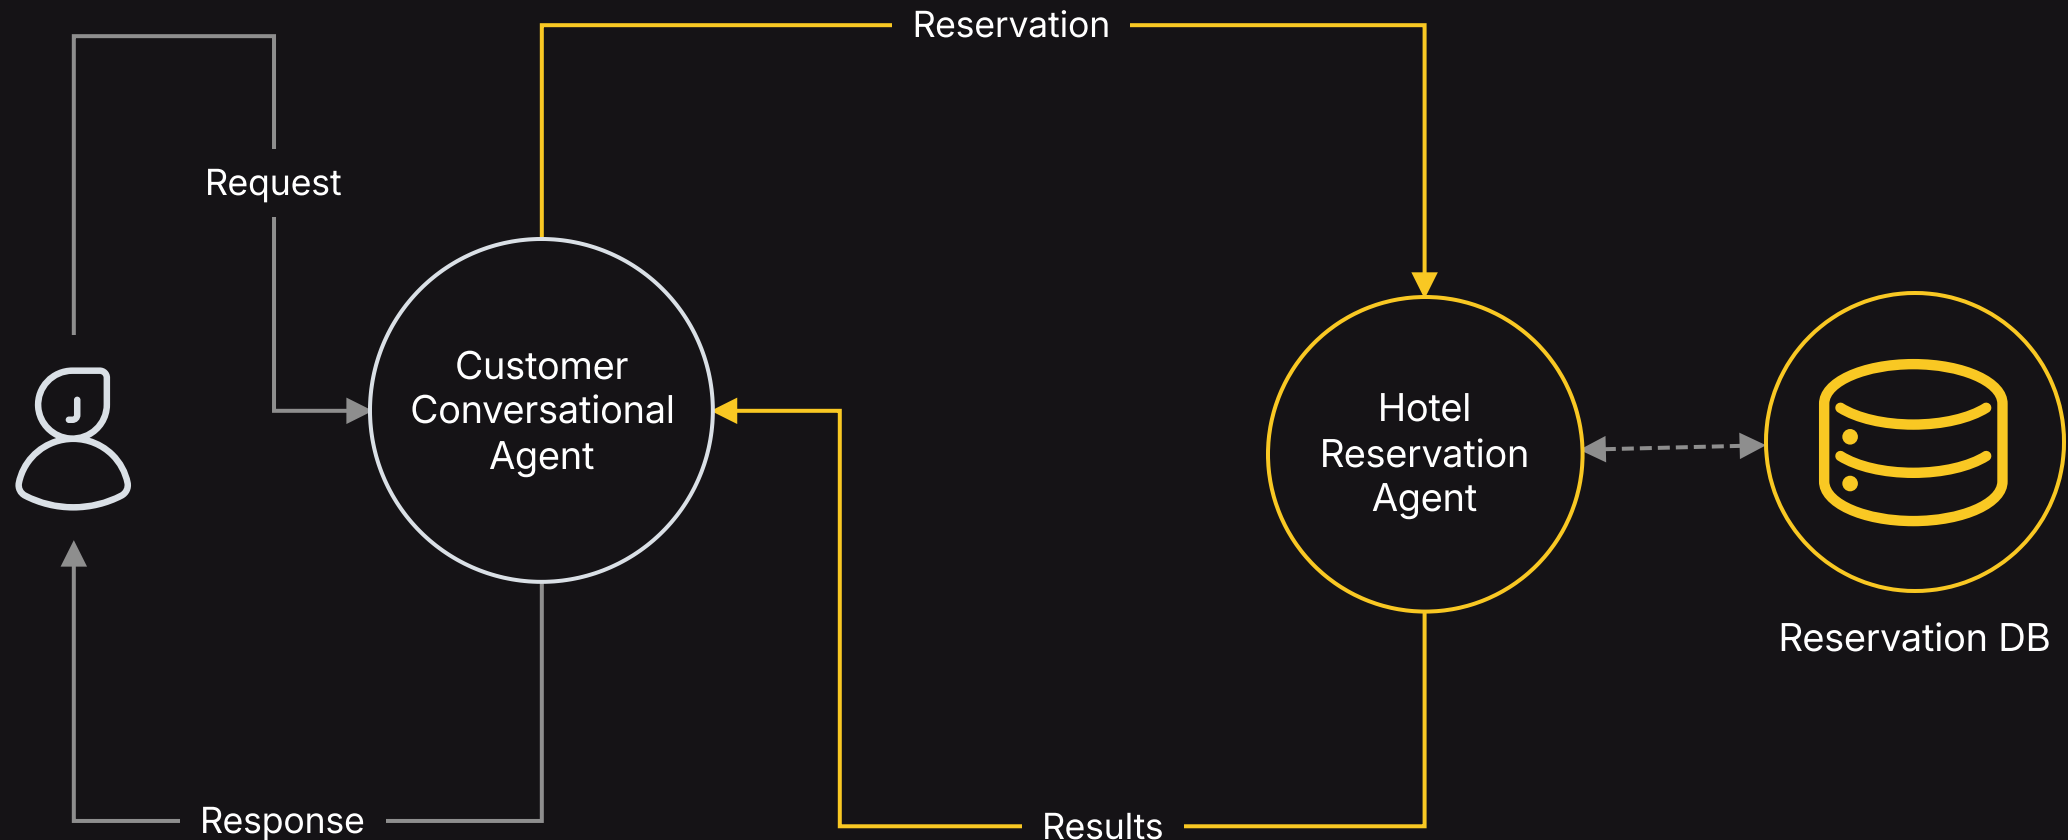 Reservation
Request
Customer
Conversational
Agent
Hotel
Reservation
Agent
Reservation DB
Response
Results